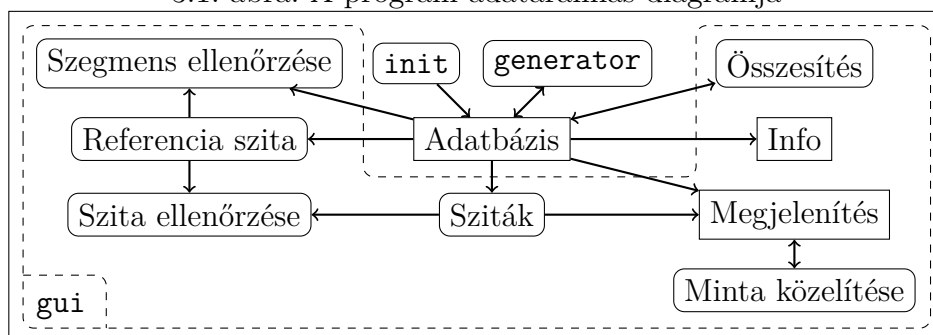 3.1. ábra. A program adatáramlás diagramja
Szegmens ellenőrzése
init
generator
Összesítés
Referencia szita
Adatbázis
Info
Szita ellenőrzése
Sziták
Megjelenítés
gui
Minta közelítése